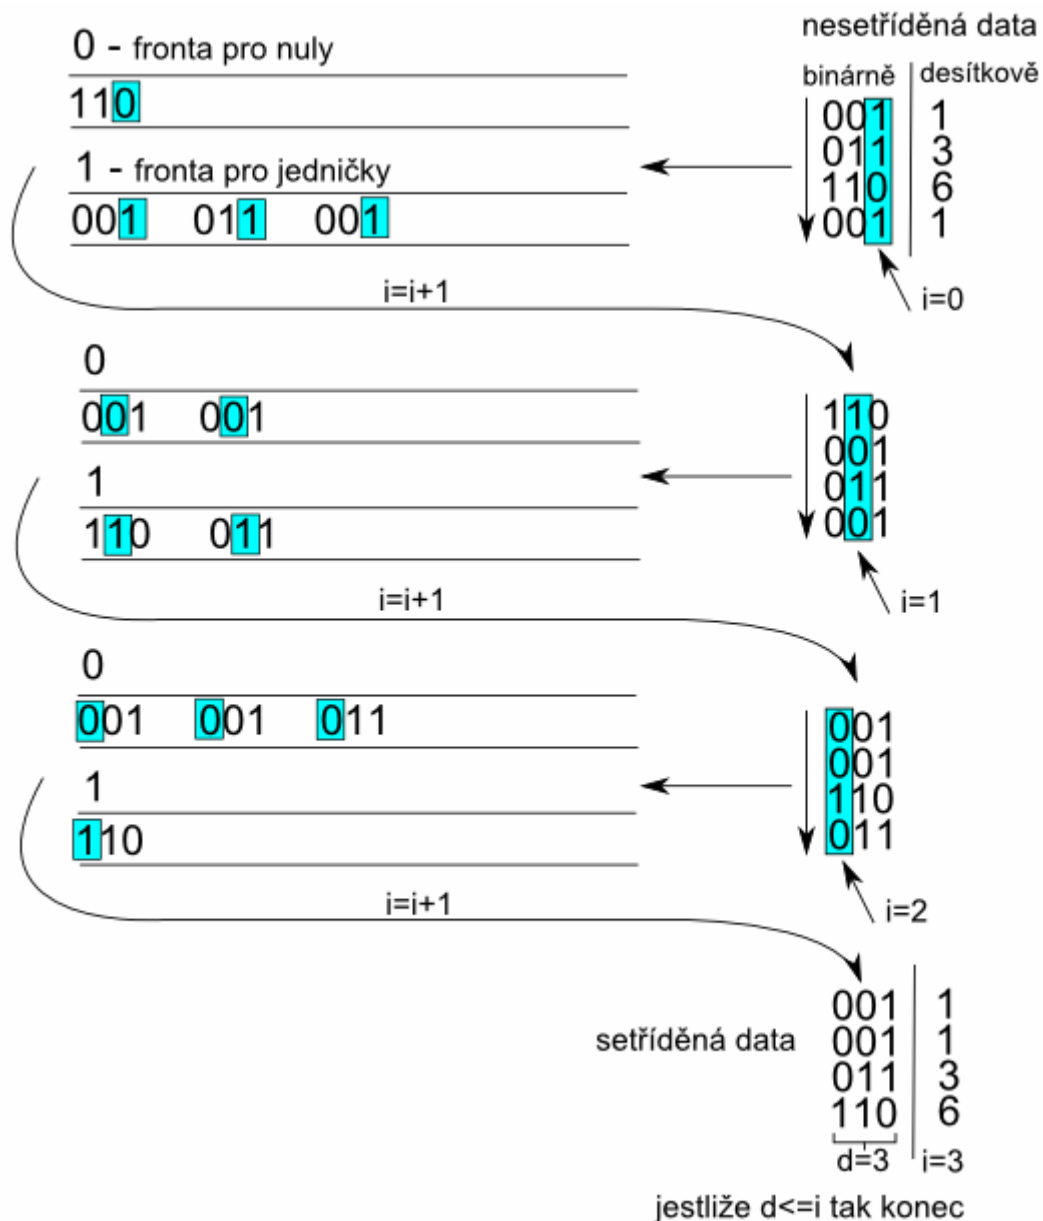 0 - fronta pro nuly
110
1 - fronta pro jedničky
001 011 001
nesetříděná data
binárně desítkově
001 1
011 3
110 6
001 1
i=0
i=i+1
0
001 001
1
110 011
110
001
011
001
i=1
i=i+1
0
001 001 011
1
110
001
001
110
011
i=2
i=i+1
setříděná data
001 1
001 1
011 3
110 6
d=3 i=3
jestliže d<=i tak konec